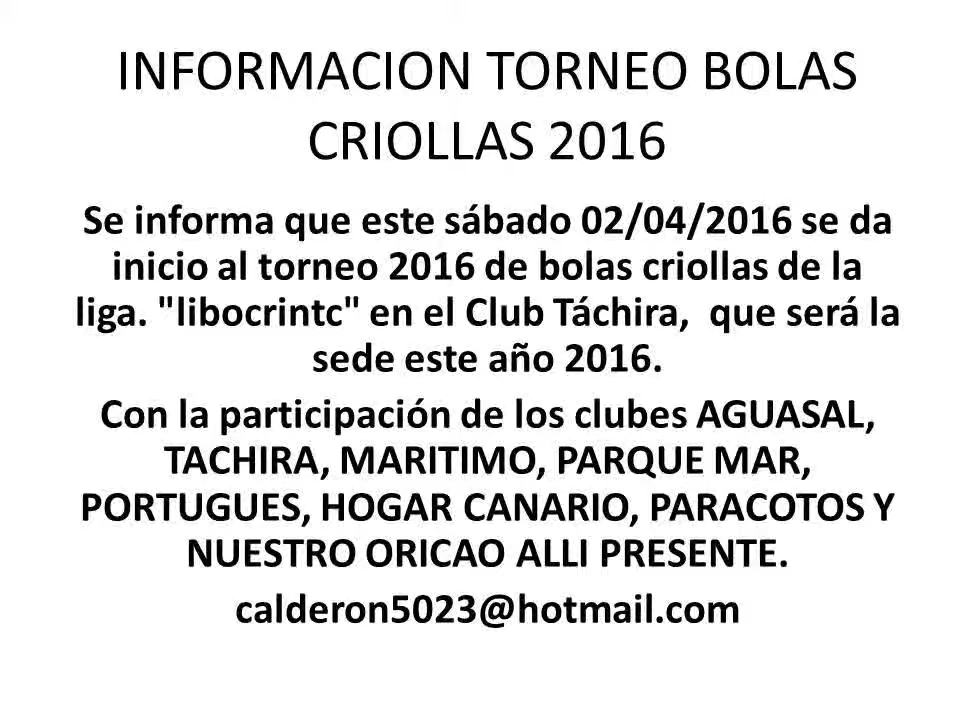 INFORMACION TORNEO BOLAS
CRIOLLAS 2016
Se informa que este sábado 02/04/2016 se da
inicio al torneo 2016 de bolas criollas de la
liga. "libocrintc" en el Club Táchira,  que será la
sede este año 2016.
Con la participación de los clubes AGUASAL,
TACHIRA, MARITIMO, PARQUE MAR,
PORTUGUES, HOGAR CANARIO, PARACOTOS Y
NUESTRO ORICAO ALLI PRESENTE.
calderon5023@hotmail.com